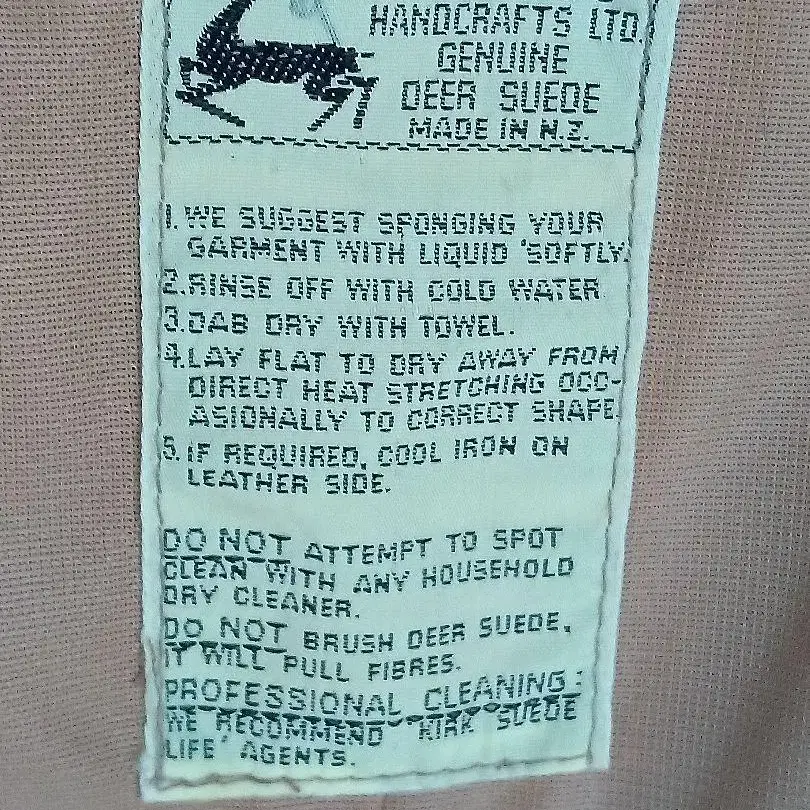 HANDCRAFTS LTD.
GENUINE
DEER SUEDE
MADE IN N.Z.
1. WE SUGGEST SPONGING YOUR
GARMENT WITH LIQUID 'SOFTLY.
2. RINSE OFF WITH COLD WATER
3. DAB DRY WITH TOWEL.
4. LAY FLAT TO DRY AWAY FROM
DIRECT HEAT STRETCHING OCC-
ASIONALLY TO CORRECT SHAPE.
5. IF REQUIRED, COOL IRON ON
LEATHER SIDE.
DO NOT ATTEMPT TO SPOT
CLEAN WITH ANY HOUSEHOLD
DRY CLEANER.
DO NOT BRUSH DEER SUEDE,
IT WILL PULL FIBRES.
PROFESSIONAL CLEANING:
WE RECOMMEND 'KIRK SUEDE
LIFE' AGENTS.